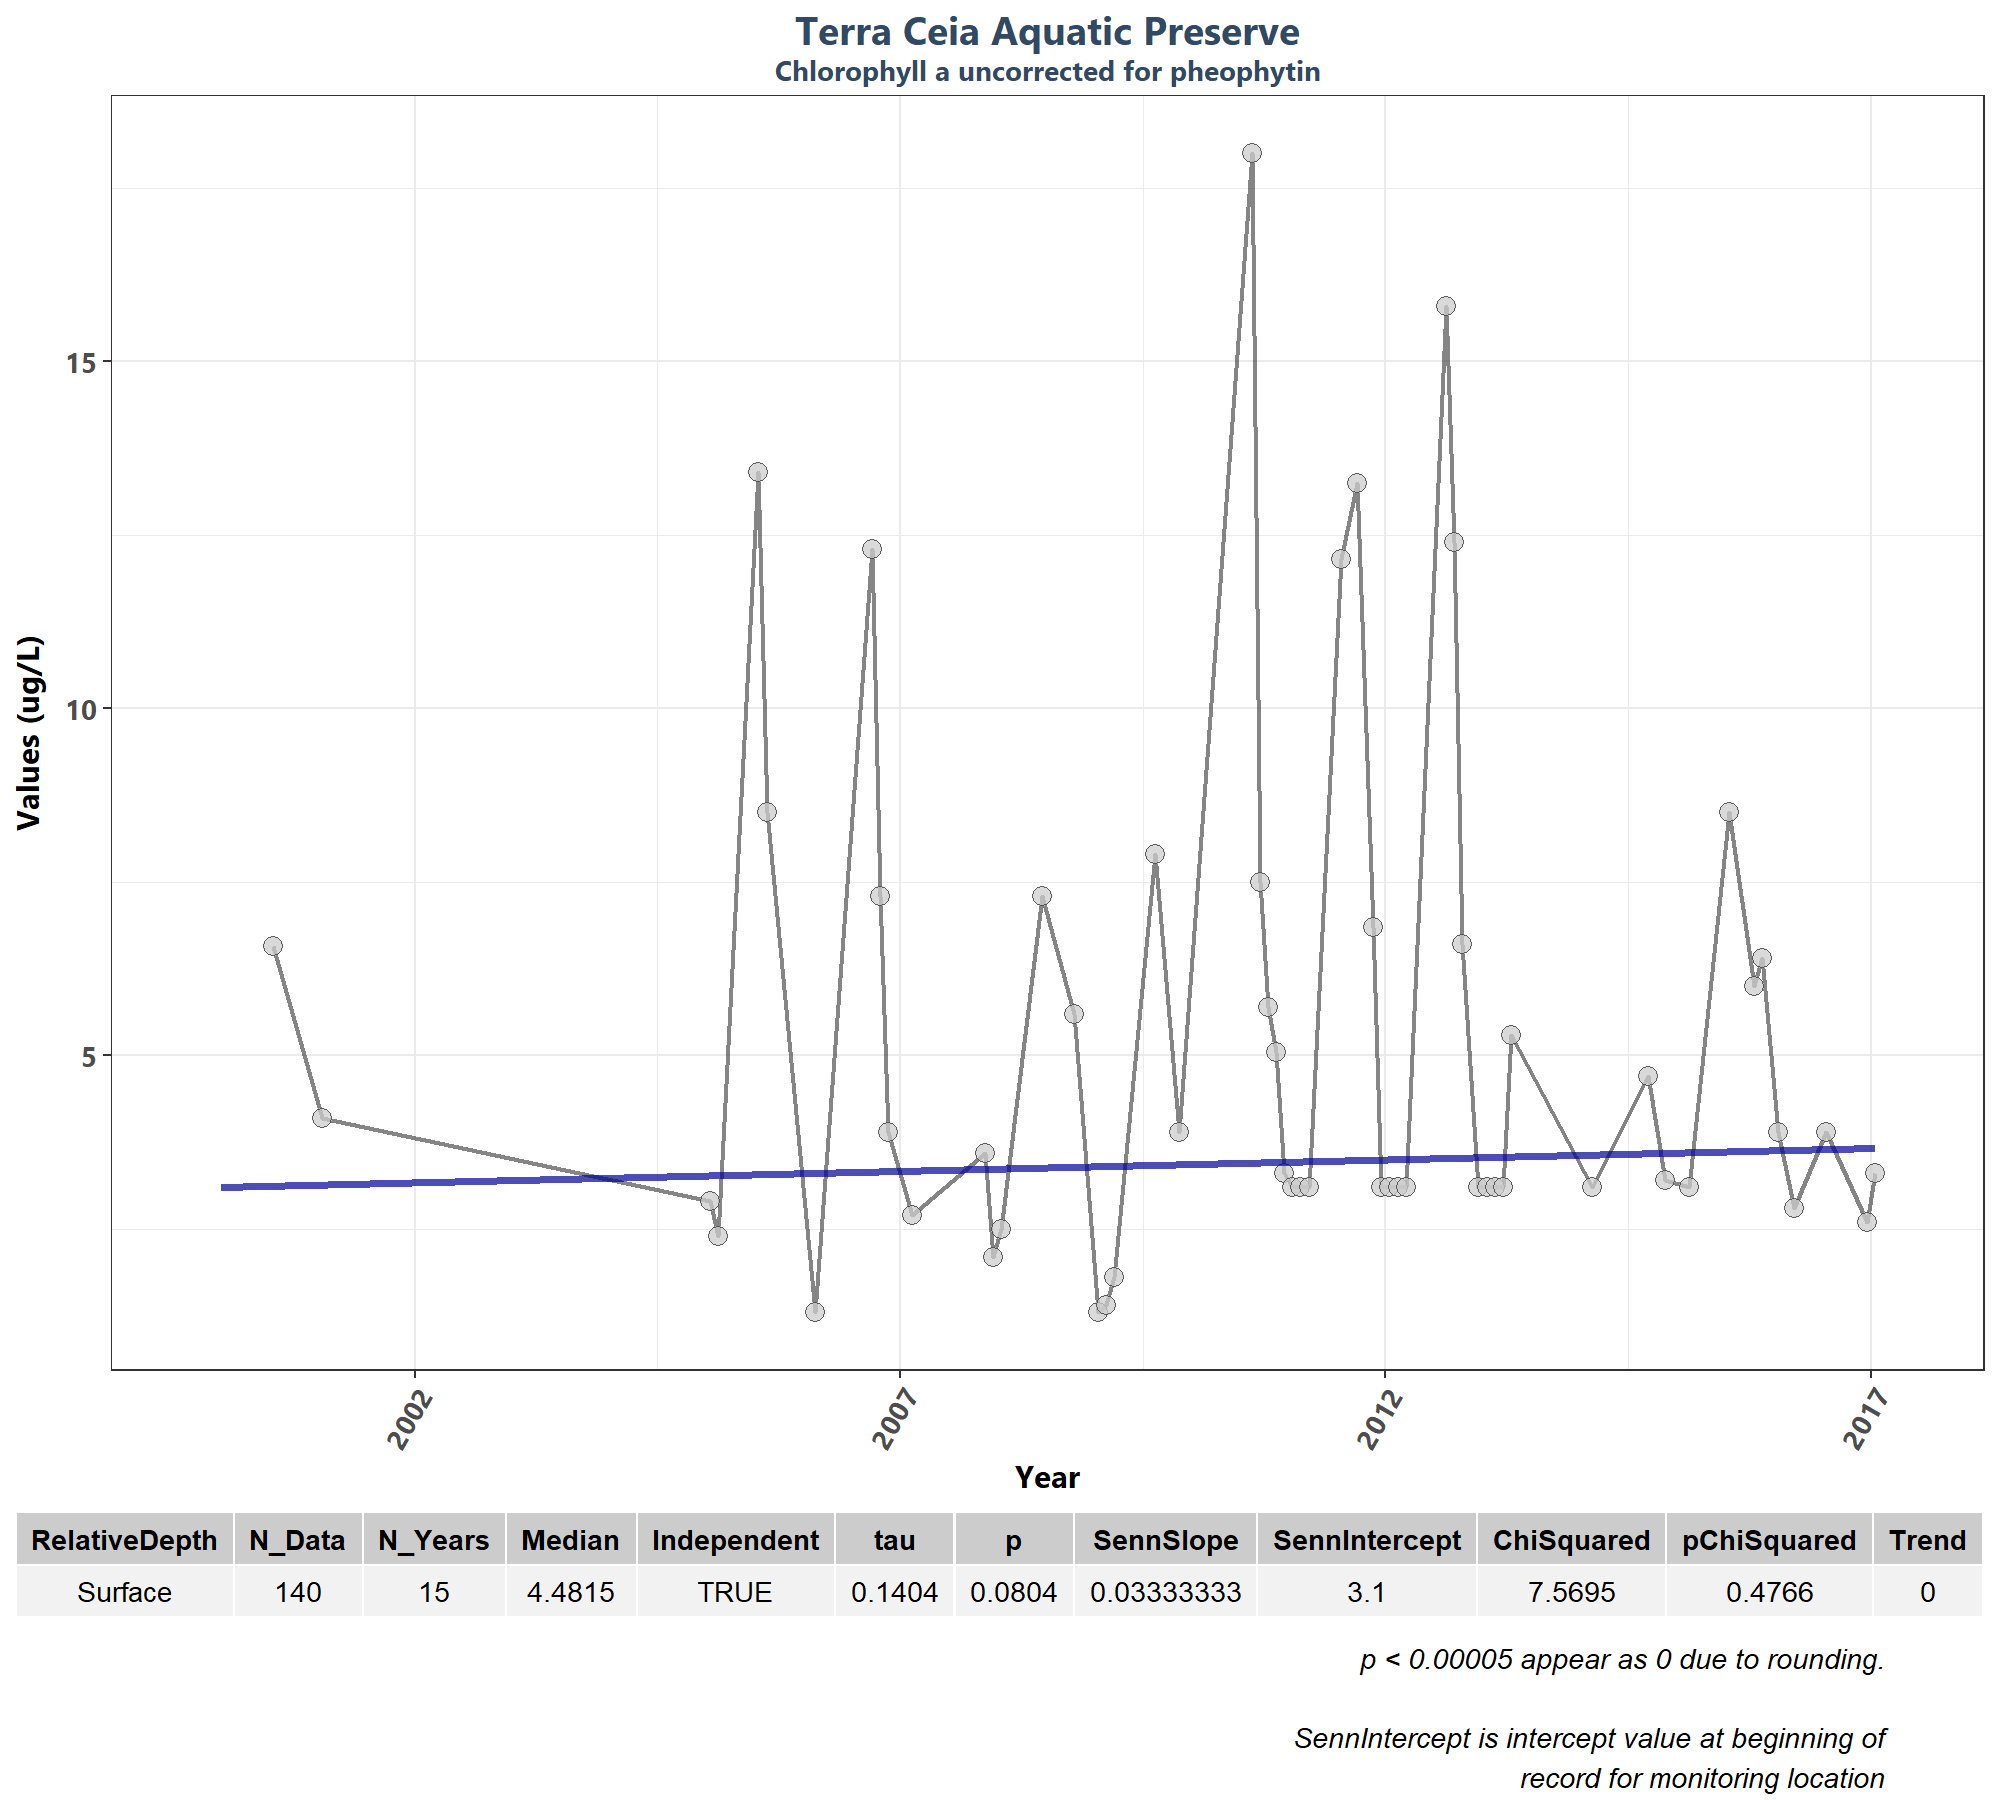 Terra Ceia Aquatic Preserve
Chlorophyll a uncorrected for pheophytin
Values (ug/L)
15
10
5
2002
2007
2012
2017
Year
RelativeDepth N_Data N_Years Median Independent tau p SennSlope SennIntercept ChiSquared pChiSquared Trend
Surface 140 15 4.4815 TRUE 0.1404 0.0804 0.03333333 3.1 7.5695 0.4766 0
p < 0.00005 appear as 0 due to rounding.
SennIntercept is intercept value at beginning of
record for monitoring location